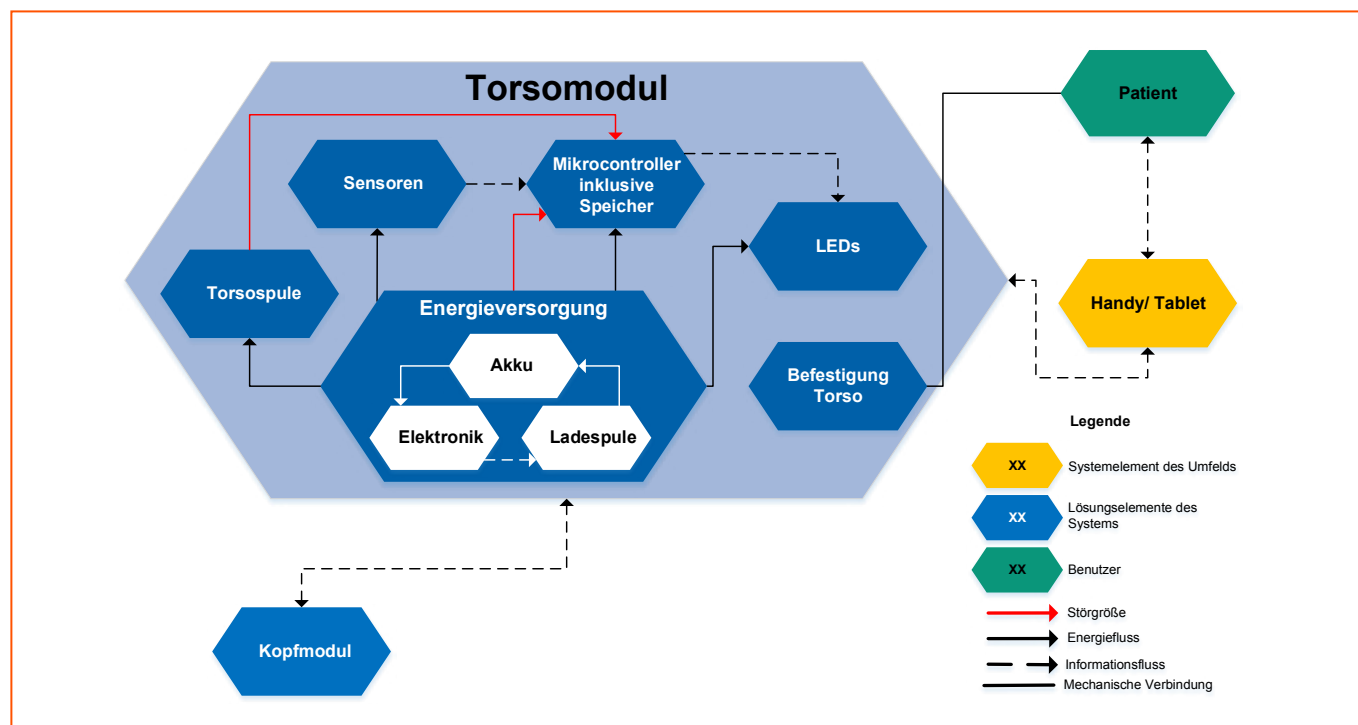 Torsomodul
Patient
Sensoren
Mikrocontroller
inklusive
Speicher
LEDs
Torsospule
Handy/ Tablet
Energieversorgung
Akku
Befestigung
Torso
Elektronik
Ladespule
Kopfmodul
Legende
XX
Systemelement des Umfelds
XX
Lösungselemente des
Systems
XX
Benutzer
Störgröße
Energiefluss
Informationsfluss
Mechanische Verbindung